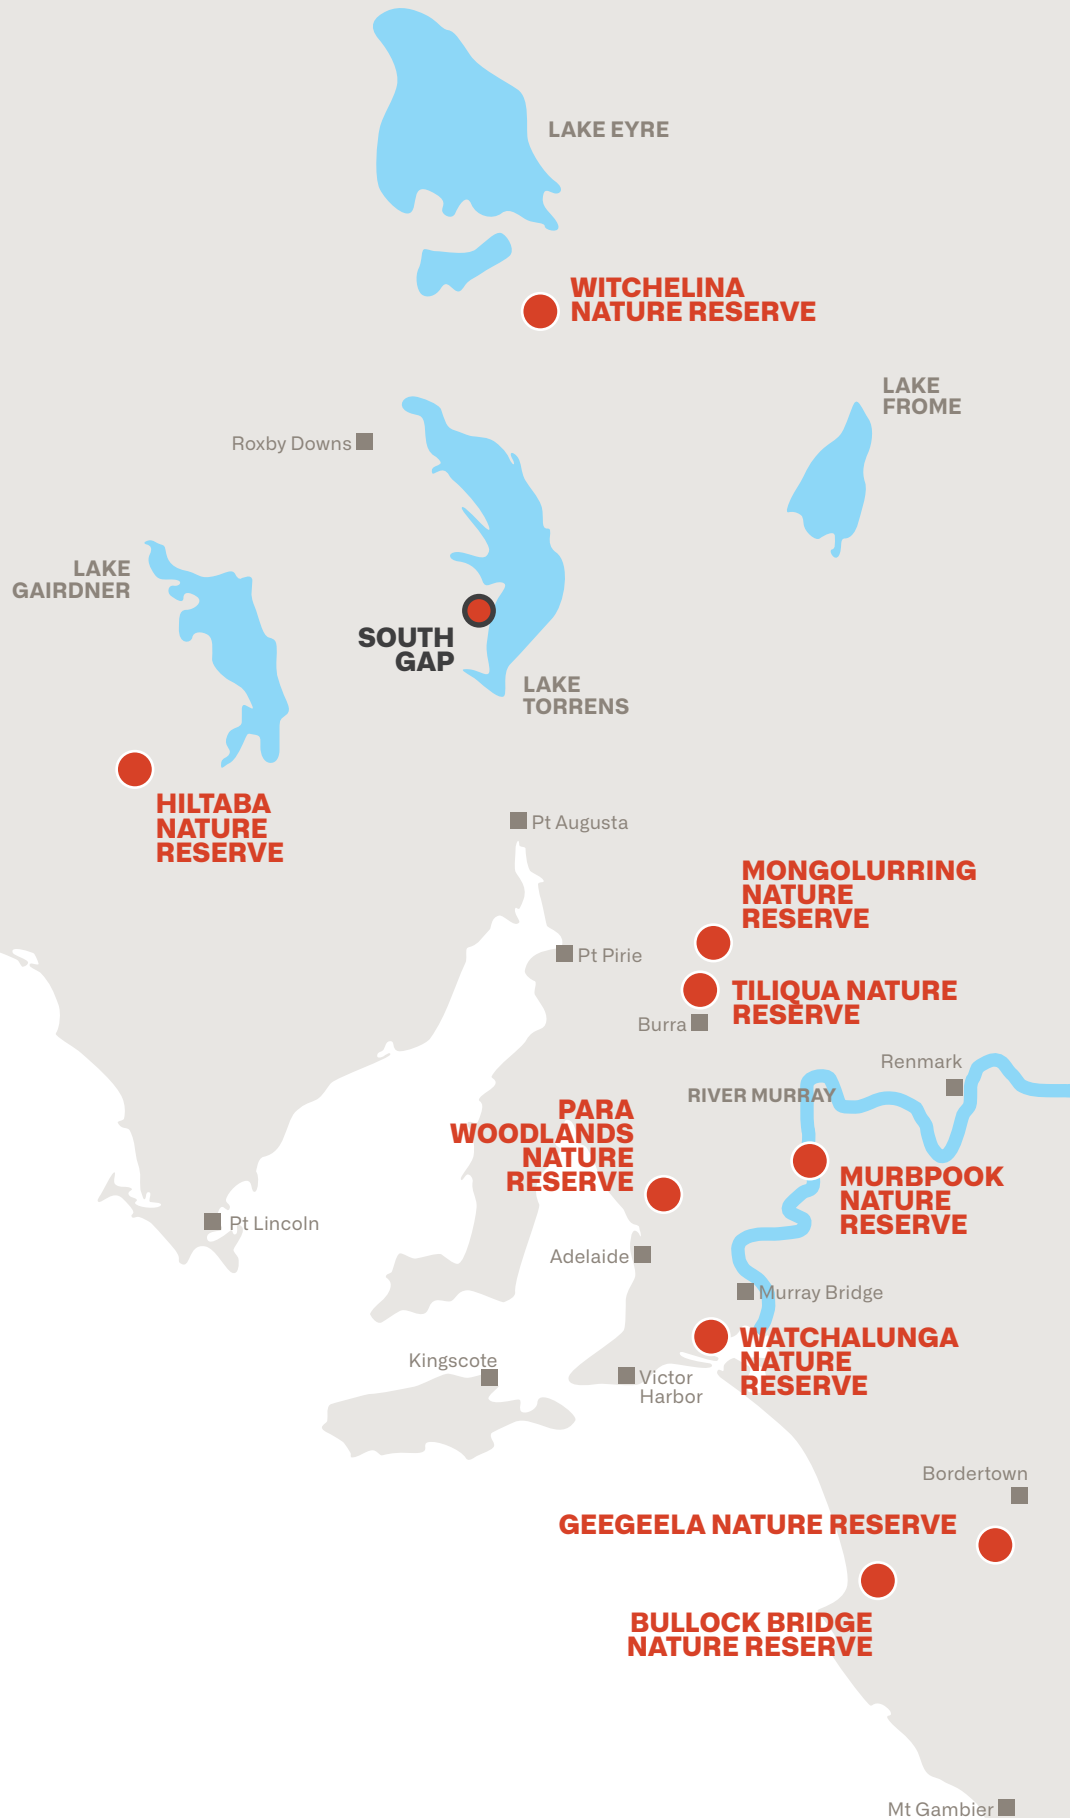 LAKE EYRE
WITCHELINA
NATURE RESERVE
LAKE
FROME
Roxby Downs
LAKE
GAIRDNER
SOUTH
GAP
LAKE
TORRENS
HILTABA
NATURE
RESERVE
Pt Augusta
MONGOLURRING
NATURE
RESERVE
Pt Pirie
TILIQUA NATURE
RESERVE
Burra
Renmark
RIVER MURRAY
PARA
WOODLANDS
NATURE
RESERVE
MURBPOOK
NATURE
RESERVE
Pt Lincoln
Adelaide
Murray Bridge
WATCHALUNGA
NATURE
RESERVE
Kingscote
Victor
Harbor
Bordertown
GEEGEELA NATURE RESERVE
BULLOCK BRIDGE
NATURE RESERVE
Mt Gambier